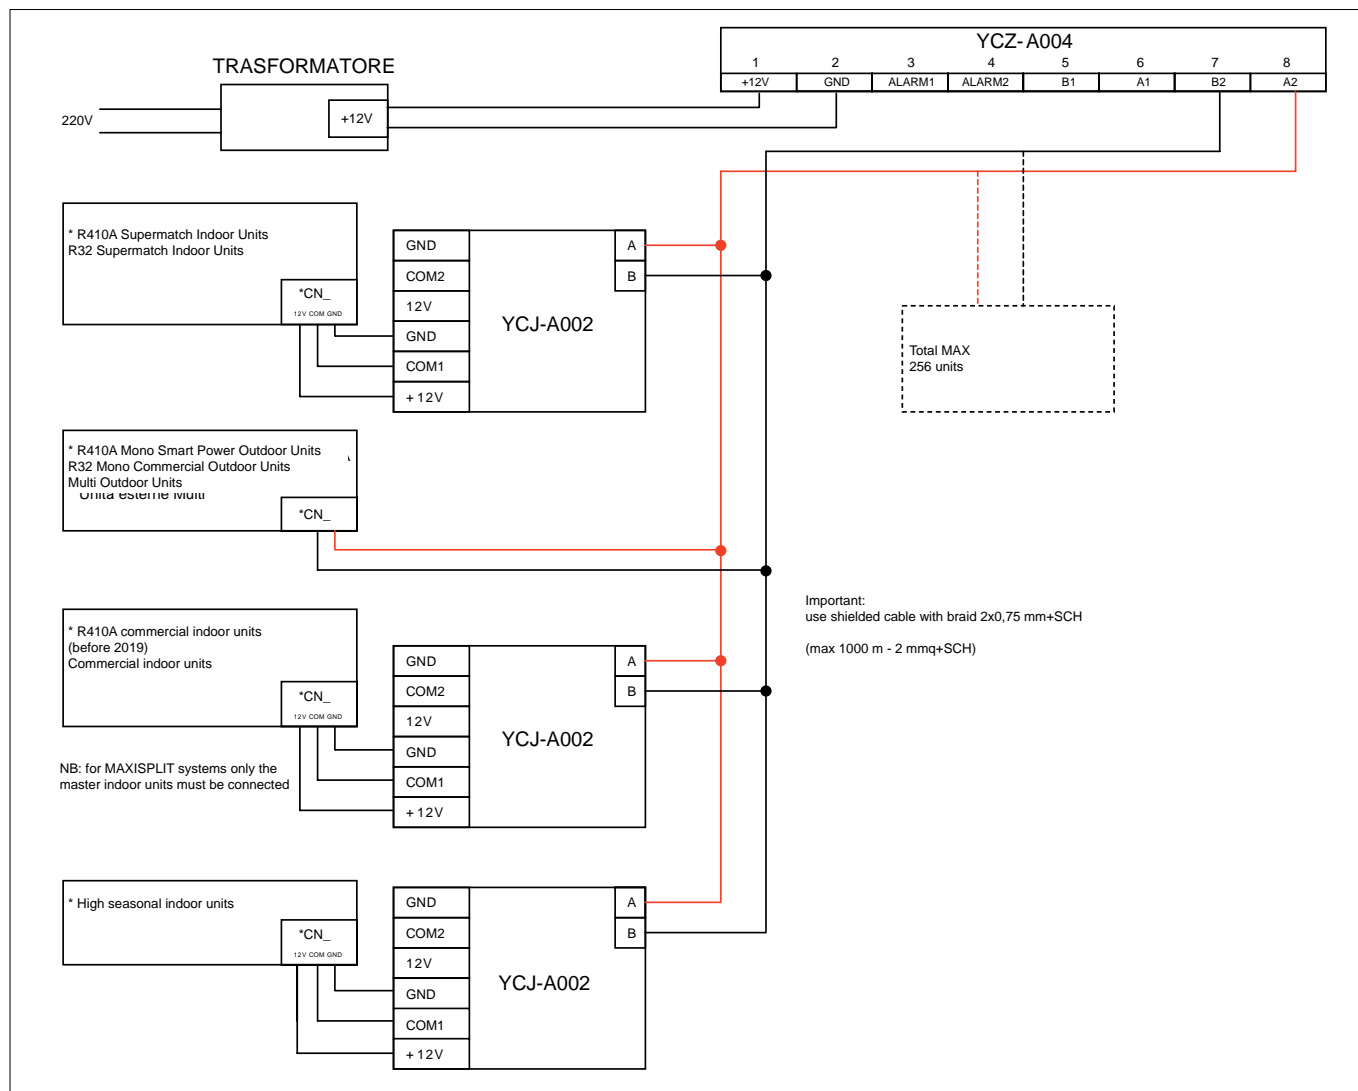 YCZ-A004
1 2 3 4 5 6 7 8
+12V GND ALARM1 ALARM2 B1 A1 B2 A2
TRASFORMATORE
220V
+12V
* R410A Supermatch Indoor Units
R32 Supermatch Indoor Units
*CN_
12V COM GND
GND
COM2
12V
GND
COM1
+12V
YCJ-A002
A
B
Total MAX
256 units
* R410A Mono Smart Power Outdoor Units
R32 Mono Commercial Outdoor Units
Multi Outdoor Units
Unità esterne Multi
*CN_
Important:
use shielded cable with braid 2x0,75 mm+SCH
(max 1000 m - 2 mmq+SCH)
* R410A commercial indoor units
(before 2019)
Commercial indoor units
*CN_
12V COM GND
NB: for MAXISPLIT systems only the
master indoor units must be connected
GND
COM2
12V
GND
COM1
+12V
YCJ-A002
A
B
* High seasonal indoor units
*CN_
12V COM GND
GND
COM2
12V
GND
COM1
+12V
YCJ-A002
A
B